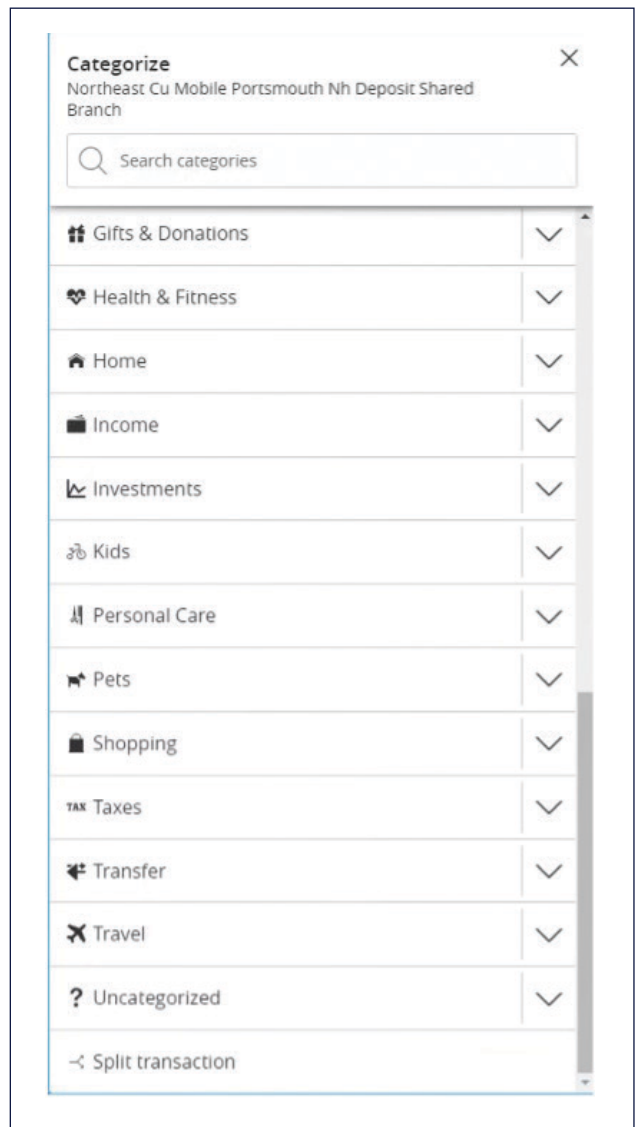 Categorize
Northeast Cu Mobile Portsmouth Nh Deposit Shared
Branch
Search categories
Gifts & Donations
Health & Fitness
Home
Income
Investments
Kids
Personal Care
Pets
Shopping
TAX Taxes
Transfer
Travel
? Uncategorized
Split transaction